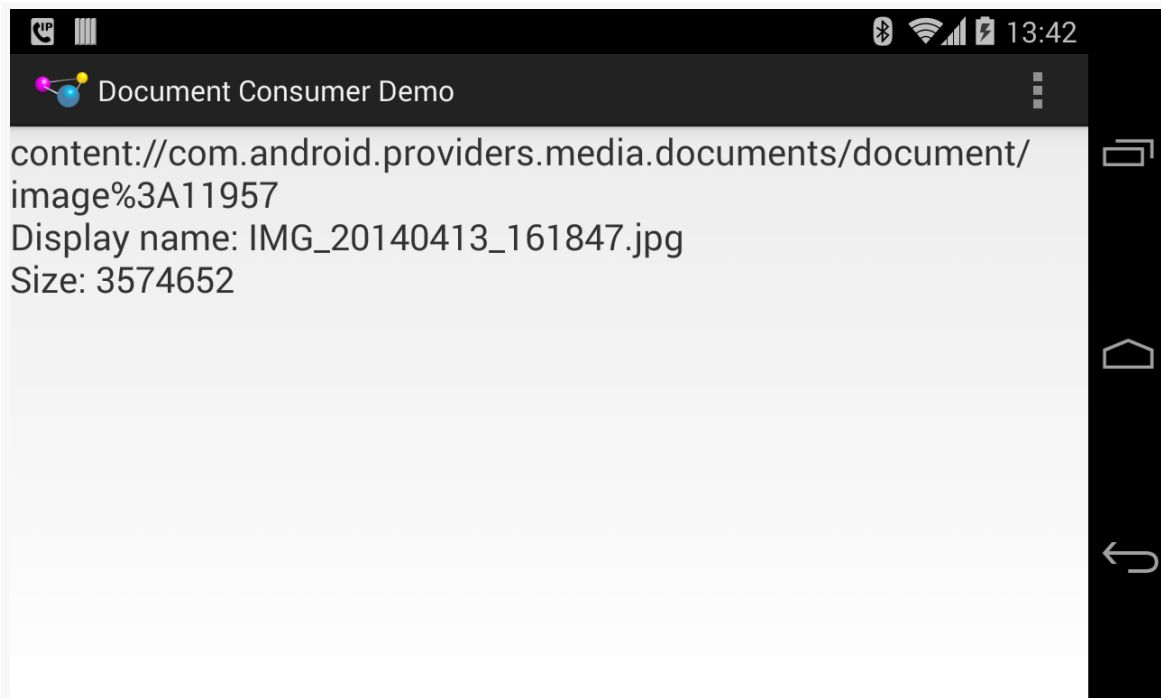 13:42
Document Consumer Demo
content://com.android.providers.media.documents/document/
image%3A11957
Display name: IMG_20140413_161847.jpg
Size: 3574652